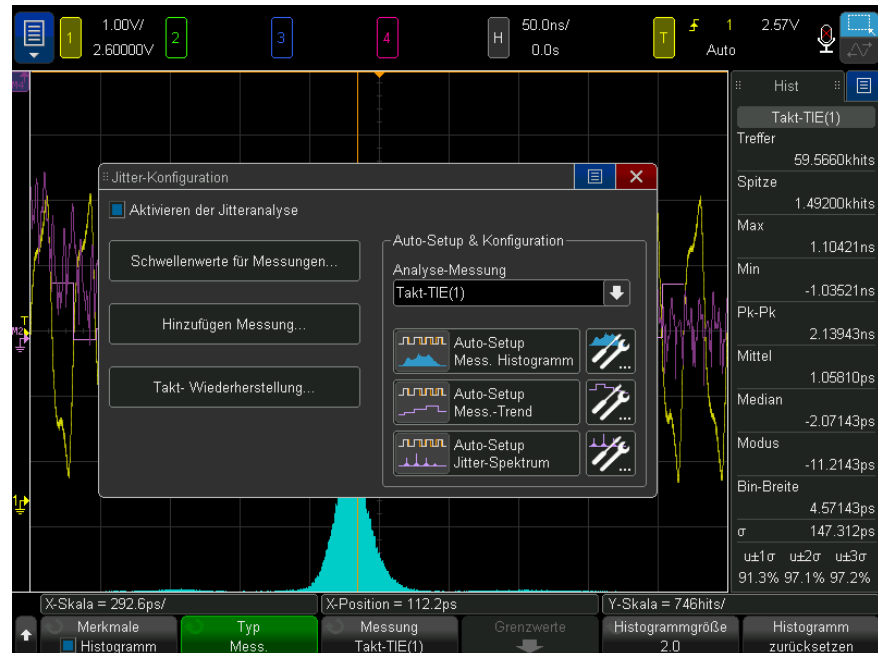 1
1.00V/
2.60000V
2
3
4
H
50.0ns/
0.0s
T
1
2.57V
Auto
M4
Hist
Takt-TIE(1)
Treffer
59.5660khits
Spitze
1.49200khits
Max
1.10421ns
Min
-1.03521ns
Pk-Pk
2.13943ns
Mittel
1.05810ps
Median
-2.07143ps
Modus
-11.2143ps
Bin-Breite
4.57143ps
σ
147.312ps
u±1σ u±2σ u±3σ
91.3% 97.1% 97.2%
Jitter-Konfiguration
Aktivieren der Jitteranalyse
Schwellenwerte für Messungen...
Hinzufügen Messung...
Takt- Wiederherstellung...
Auto-Setup & Konfiguration
Analyse-Messung
Takt-TIE(1)
Auto-Setup
Mess. Histogramm
...
Auto-Setup
Mess.-Trend
...
Auto-Setup
Jitter-Spektrum
...
T
M2
1
X-Skala = 292.6ps/
X-Position = 112.2ps
Y-Skala = 746hits/
Merkmale
Histogramm
Typ
Mess.
Messung
Takt-TIE(1)
Grenzwerte
Histogrammgröße
2.0
Histogramm
zurücksetzen